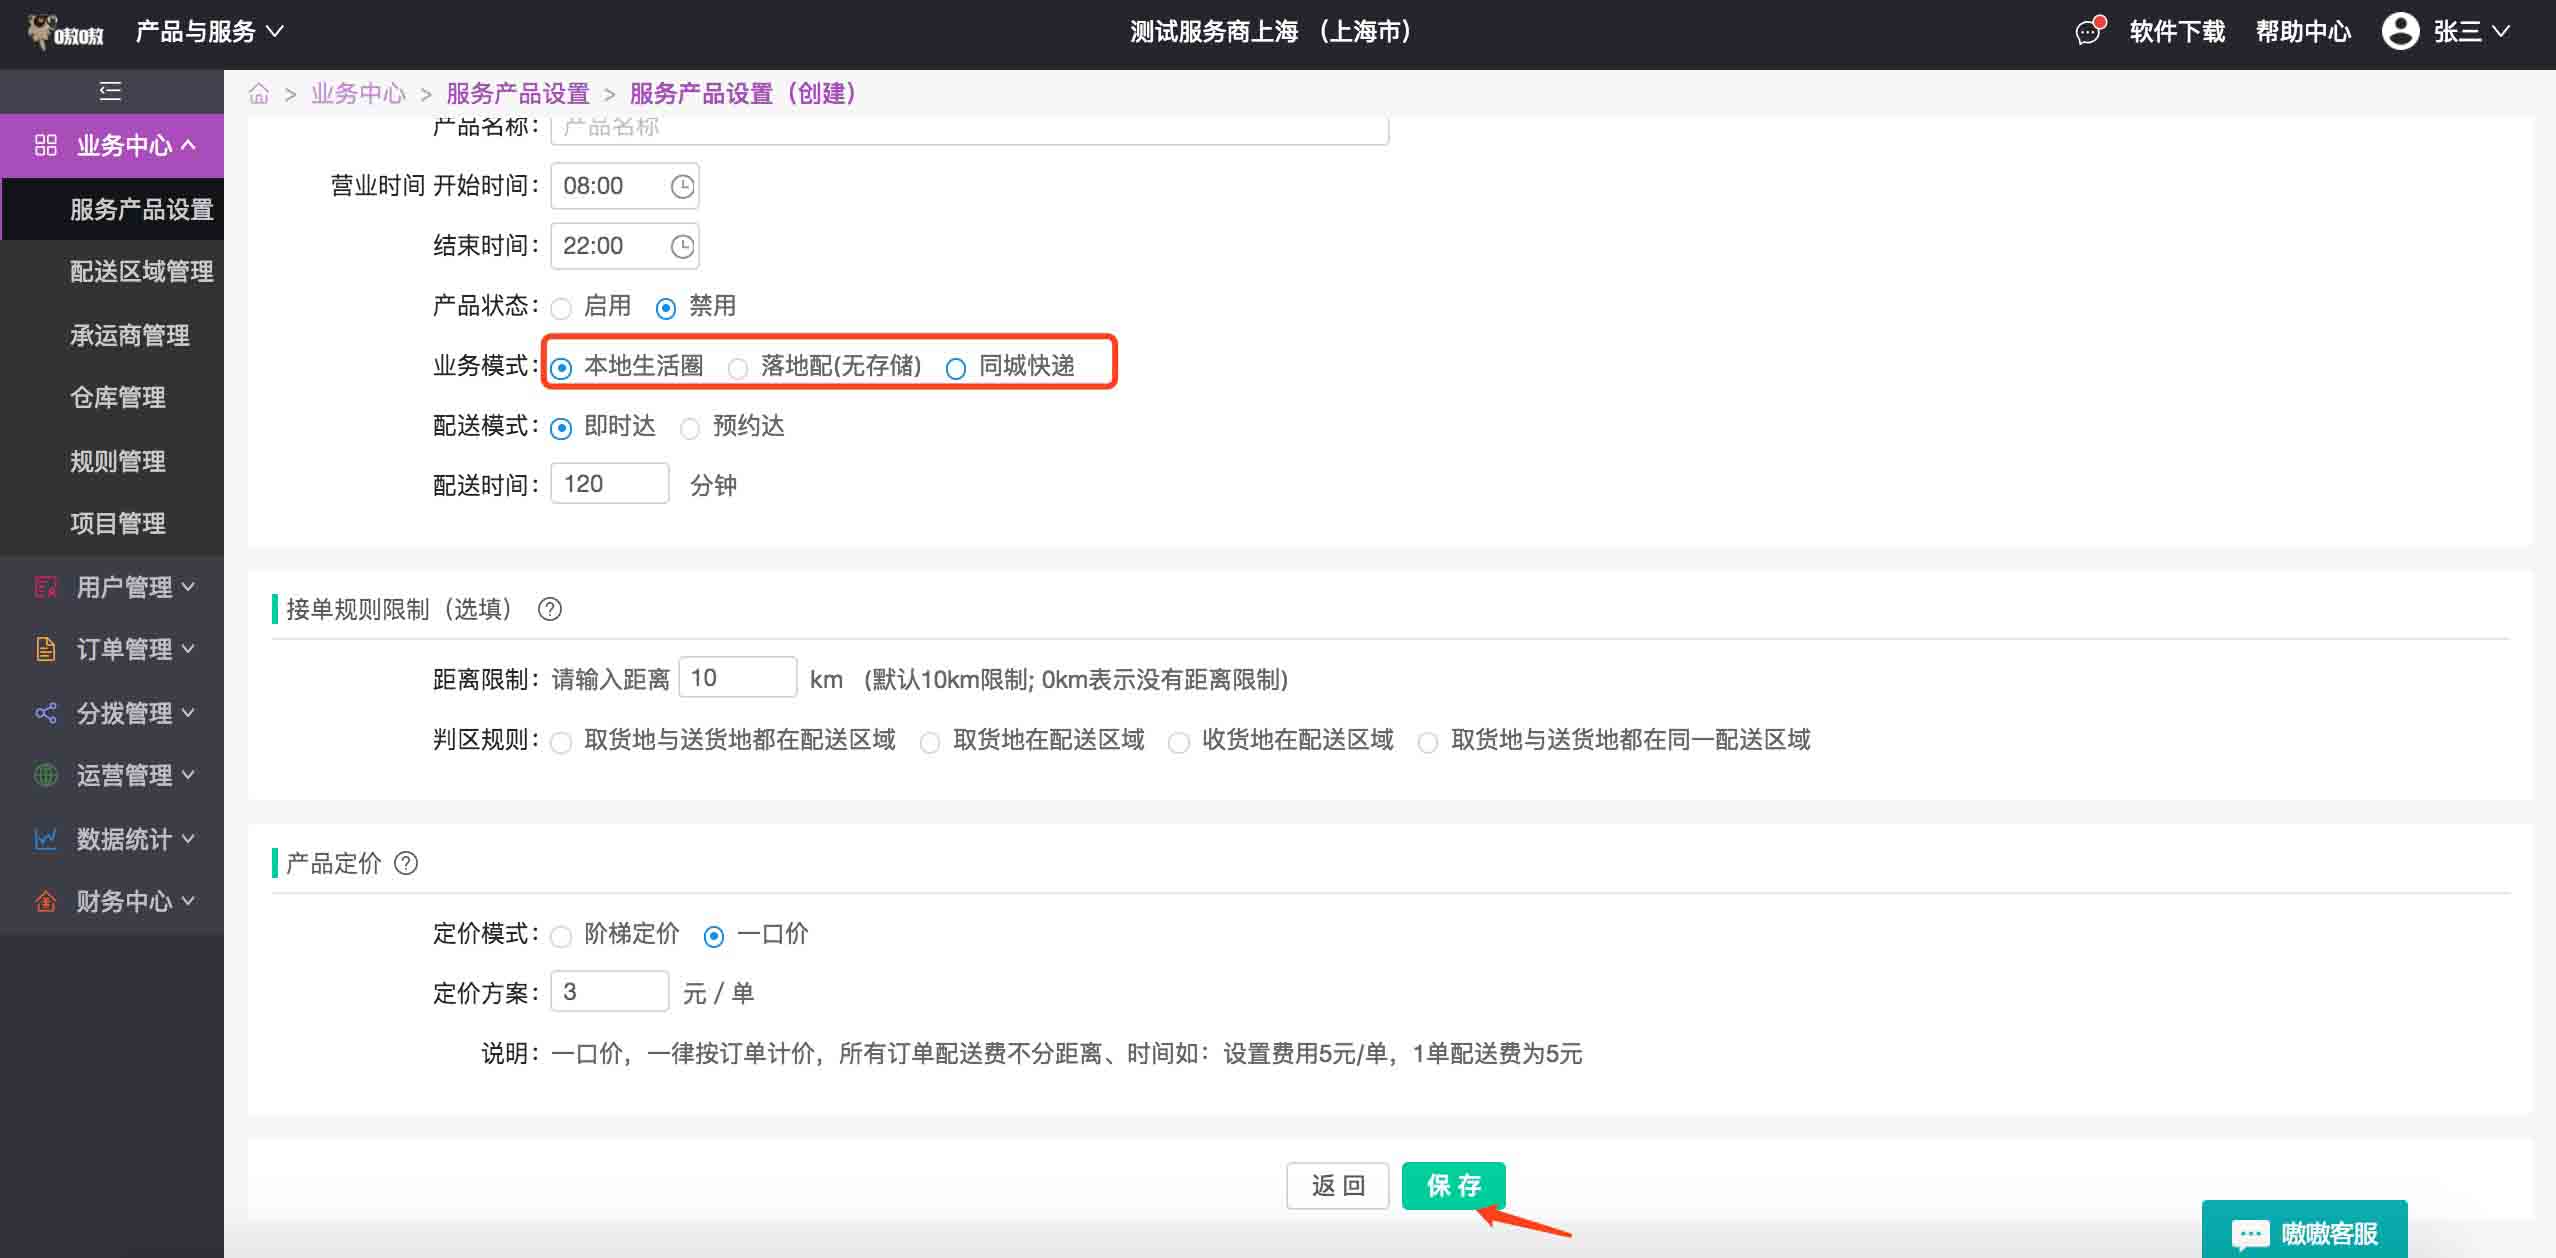 嗷嗷 产品与服务 测试服务商上海 （上海市） 软件下载 帮助中心 张三
> 业务中心 > 服务产品设置 > 服务产品设置（创建）
业务中心
服务产品设置
配送区域管理
承运商管理
仓库管理
规则管理
项目管理
用户管理
订单管理
分拨管理
运营管理
数据统计
财务中心
产品名称： 产品名称
营业时间 开始时间： 08:00
结束时间： 22:00
产品状态： 启用 禁用
业务模式： 本地生活圈 落地配(无存储) 同城快递
配送模式： 即时达 预约达
配送时间： 120 分钟
接单规则限制（选填） ?
距离限制： 请输入距离 10 km (默认10km限制; 0km表示没有距离限制)
判区规则： 取货地与送货地都在配送区域 取货地在配送区域 收货地在配送区域 取货地与送货地都在同一配送区域
产品定价 ?
定价模式： 阶梯定价 一口价
定价方案： 3 元 / 单
说明： 一口价，一律按订单计价，所有订单配送费不分距离、时间如：设置费用5元/单，1单配送费为5元
返 回 保 存
嗷嗷客服